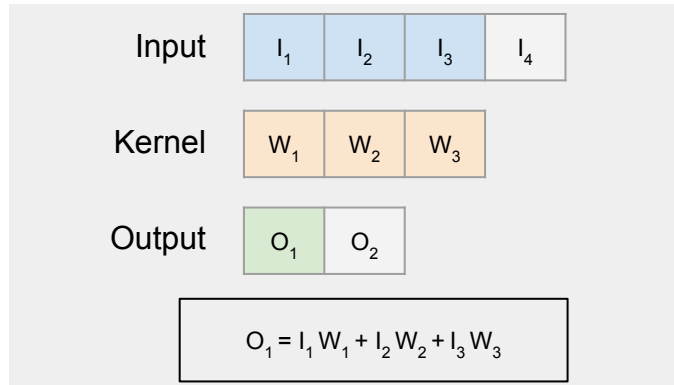 Input I₁ I₂ I₃ I₄
Kernel W₁ W₂ W₃
Output O₁ O₂
O₁ = I₁ W₁ + I₂ W₂ + I₃ W₃